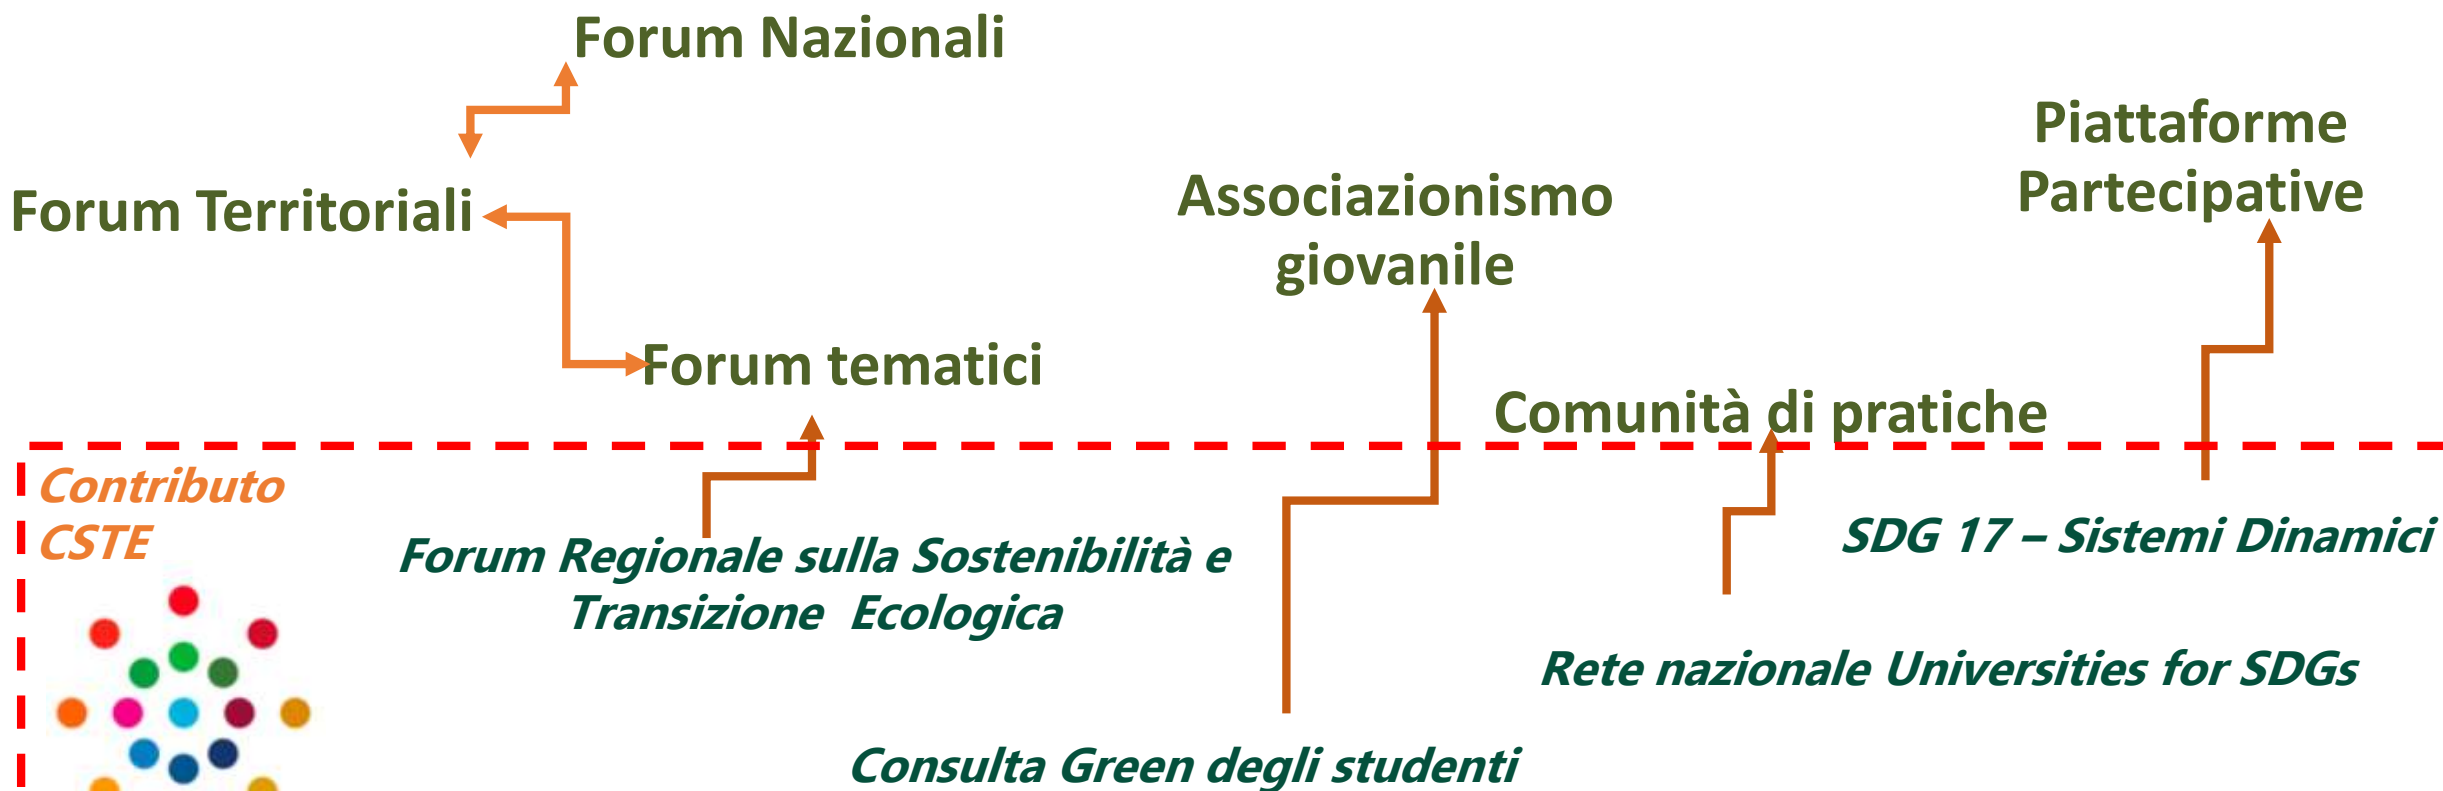 Forum Nazionali
Piattaforme
Partecipative
Associazionismo
giovanile
Forum Territoriali
Forum tematici
Comunità di pratiche
Contributo
CSTE
Forum Regionale sulla Sostenibilità e
Transizione Ecologica
SDG 17 – Sistemi Dinamici
Rete nazionale Universities for SDGs
Consulta Green degli studenti